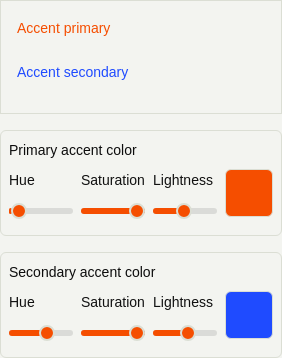 Accent primary
Accent secondary
Primary accent color
Hue Saturation Lightness
Secondary accent color
Hue Saturation Lightness